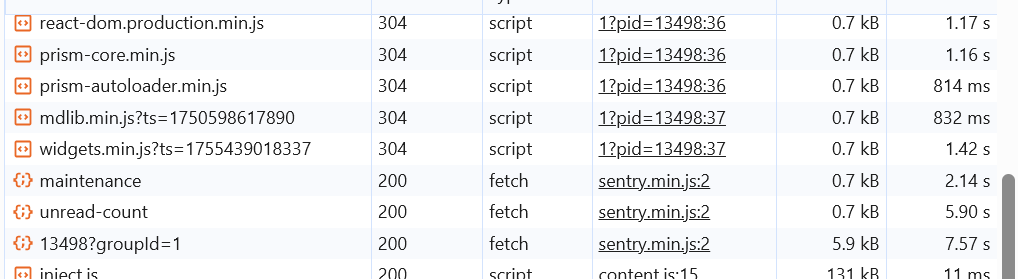 react-dom.production.min.js 304 script 1?pid=13498:36 0.7 kB 1.17 s
prism-core.min.js 304 script 1?pid=13498:36 0.7 kB 1.16 s
prism-autoloader.min.js 304 script 1?pid=13498:36 0.7 kB 814 ms
mdlib.min.js?ts=1750598617890 304 script 1?pid=13498:37 0.7 kB 832 ms
widgets.min.js?ts=1755439018337 304 script 1?pid=13498:37 0.7 kB 1.42 s
maintenance 200 fetch sentry.min.js:2 0.7 kB 2.14 s
unread-count 200 fetch sentry.min.js:2 0.7 kB 5.90 s
13498?groupId=1 200 fetch sentry.min.js:2 5.9 kB 7.57 s
inject.js 200 script content.js:15 131 kB 11 ms